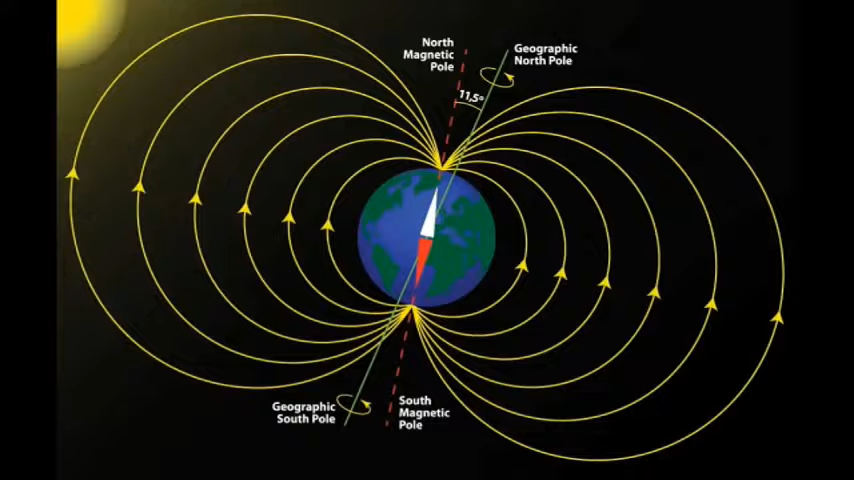 North
Magnetic
Pole
Geographic
North Pole
11,5°
Geographic
South Pole
South
Magnetic
Pole